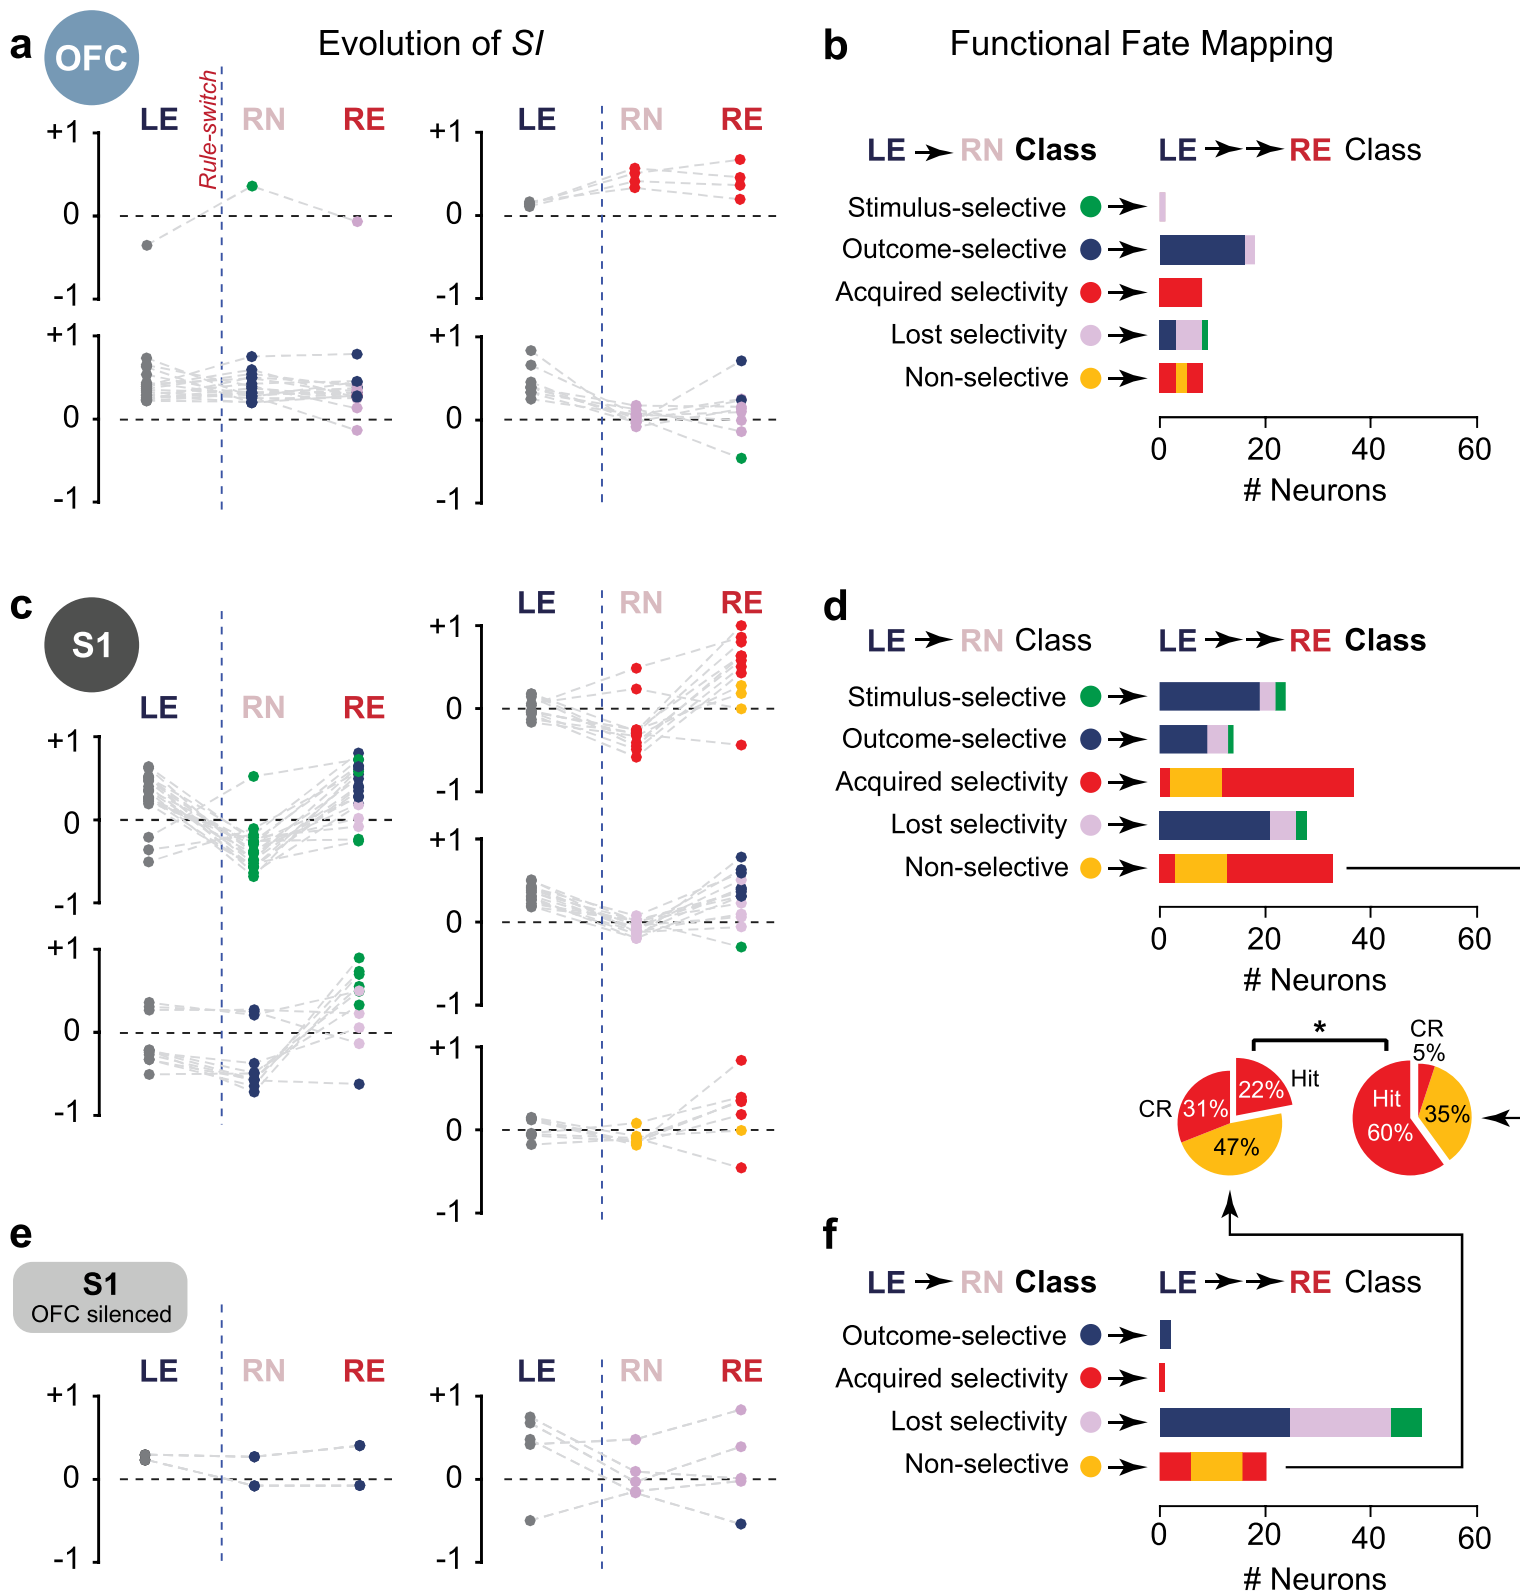 a
OFC
Evolution of SI
LE
Rule-switch
RN
RE
+1
0
-1
+1
0
-1
LE
RN
RE
+1
0
-1
+1
0
-1
b
Functional Fate Mapping
LE RN Class
LE RE Class
Stimulus-selective
Outcome-selective
Acquired selectivity
Lost selectivity
Non-selective
0 20 40 60
# Neurons
c
S1
LE RN RE
+1
0
-1
+1
0
-1
LE RN RE
+1
0
-1
+1
0
-1
+1
0
-1
d
LE RN Class
LE RE Class
Stimulus-selective
Outcome-selective
Acquired selectivity
Lost selectivity
Non-selective
0 20 40 60
# Neurons
*
CR
31%
22%
Hit
47%
CR
5%
Hit
60%
35%
e
S1
OFC silenced
LE RN RE
+1
0
-1
LE RN RE
+1
0
-1
f
LE RN Class
LE RE Class
Outcome-selective
Acquired selectivity
Lost selectivity
Non-selective
0 20 40 60
# Neurons